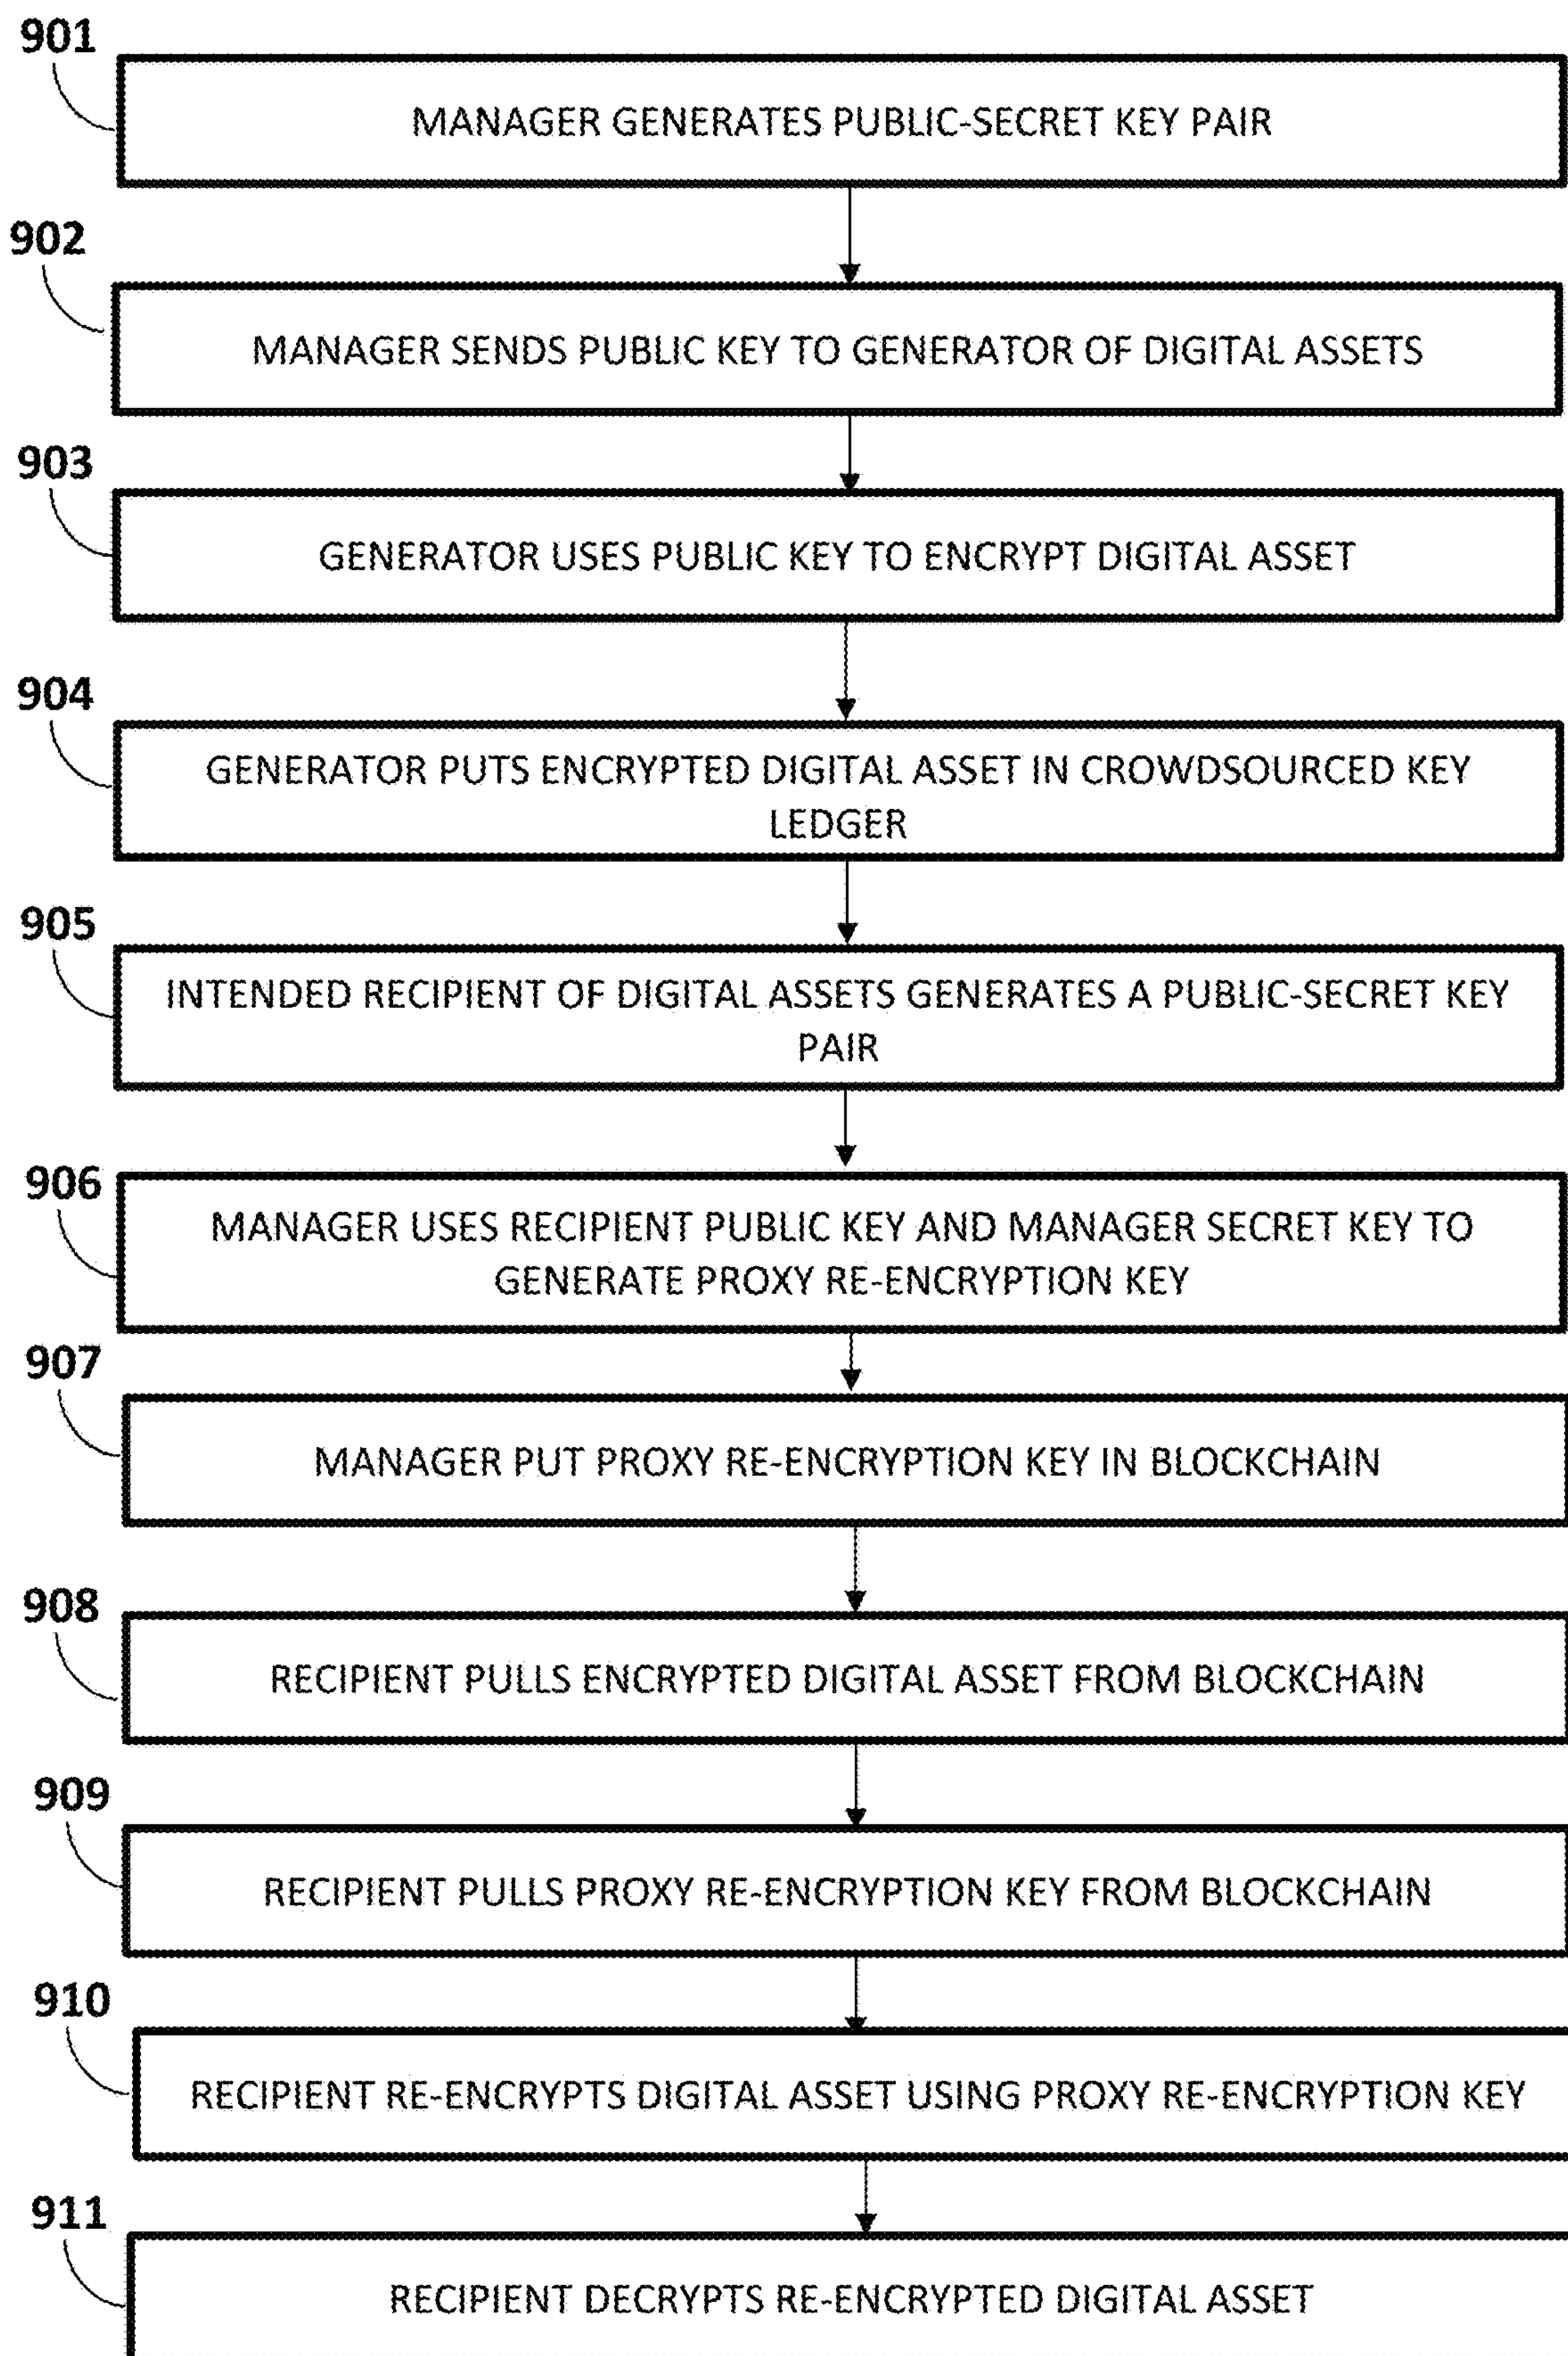 901
MANAGER GENERATES PUBLIC-SECRET KEY PAIR
902
MANAGER SENDS PUBLIC KEY TO GENERATOR OF DIGITAL ASSETS
903
GENERATOR USES PUBLIC KEY TO ENCRYPT DIGITAL ASSET
904
GENERATOR PUTS ENCRYPTED DIGITAL ASSET IN CROWDSOURCED KEY
LEDGER
905
INTENDED RECIPIENT OF DIGITAL ASSETS GENERATES A PUBLIC-SECRET KEY
PAIR
906
MANAGER USES RECIPIENT PUBLIC KEY AND MANAGER SECRET KEY TO
GENERATE PROXY RE-ENCRYPTION KEY
907
MANAGER PUT PROXY RE-ENCRYPTION KEY IN BLOCKCHAIN
908
RECIPIENT PULLS ENCRYPTED DIGITAL ASSET FROM BLOCKCHAIN
909
RECIPIENT PULLS PROXY RE-ENCRYPTION KEY FROM BLOCKCHAIN
910
RECIPIENT RE-ENCRYPTS DIGITAL ASSET USING PROXY RE-ENCRYPTION KEY
911
RECIPIENT DECRYPTS RE-ENCRYPTED DIGITAL ASSET